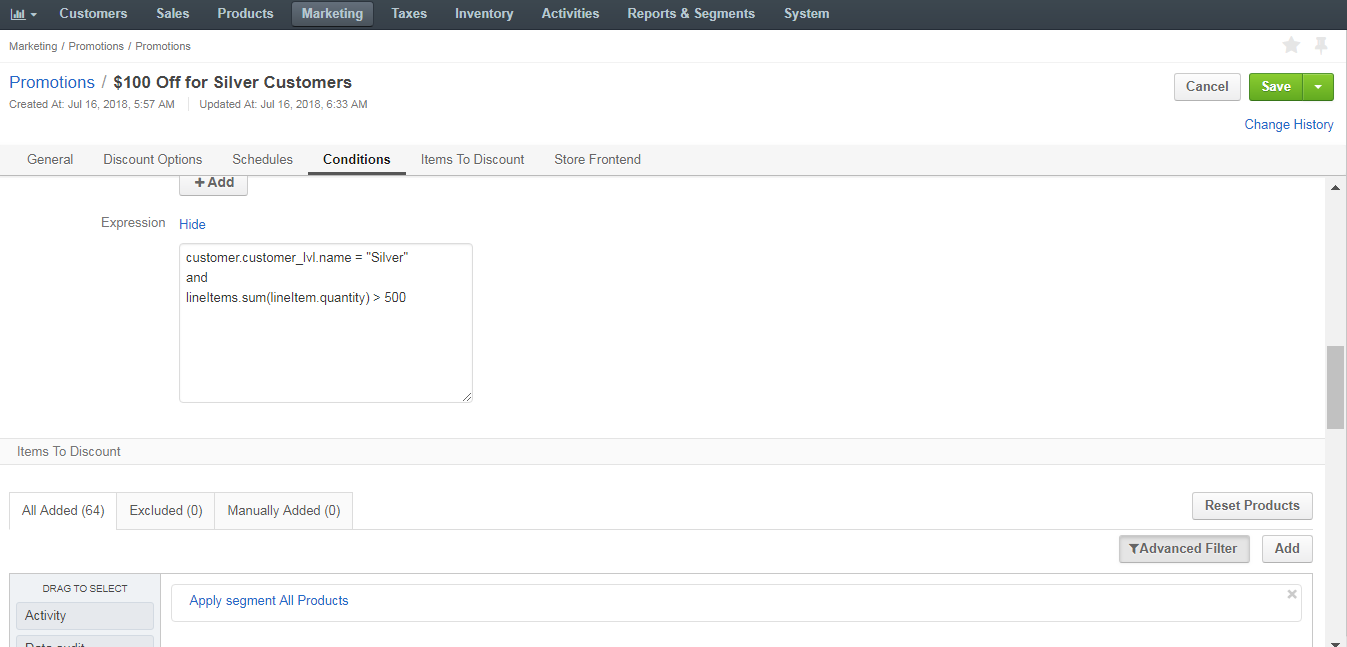 Customers Sales Products Marketing Taxes Inventory Activities Reports & Segments System
Marketing / Promotions / Promotions
Promotions / $100 Off for Silver Customers
Cancel Save
Created At: Jul 16, 2018, 5:57 AM Updated At: Jul 16, 2018, 6:33 AM
Change History
General Discount Options Schedules Conditions Items To Discount Store Frontend
+ Add
Expression Hide
customer.customer_lvl.name = "Silver"
and
lineItems.sum(lineItem.quantity) > 500
Items To Discount
All Added (64) Excluded (0) Manually Added (0) Reset Products
Advanced Filter Add
DRAG TO SELECT
Apply segment All Products
Activity
Data audit